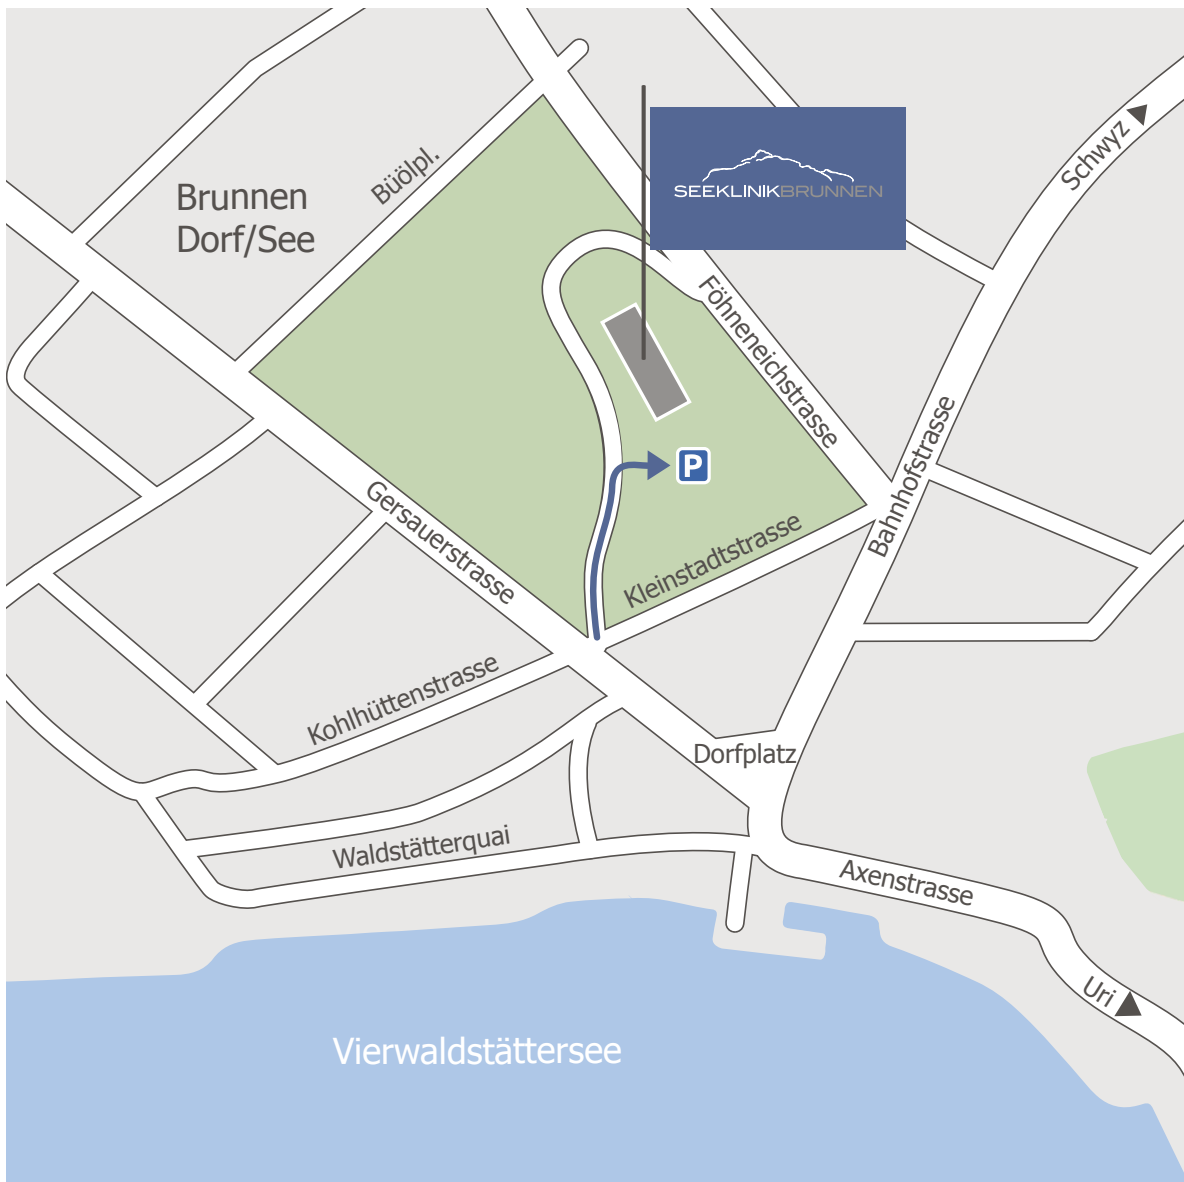 Brunnen
Dorf/See
Büölpl.
SEEKLINIKBRUNNEN
Schwyz
Föhneneichstrasse
Bahnhofstrasse
P
Gersauerstrasse
Kleinstadtstrasse
Kohlhüttenstrasse
Dorfplatz
Waldstätterquai
Axenstrasse
Uri
Vierwaldstättersee